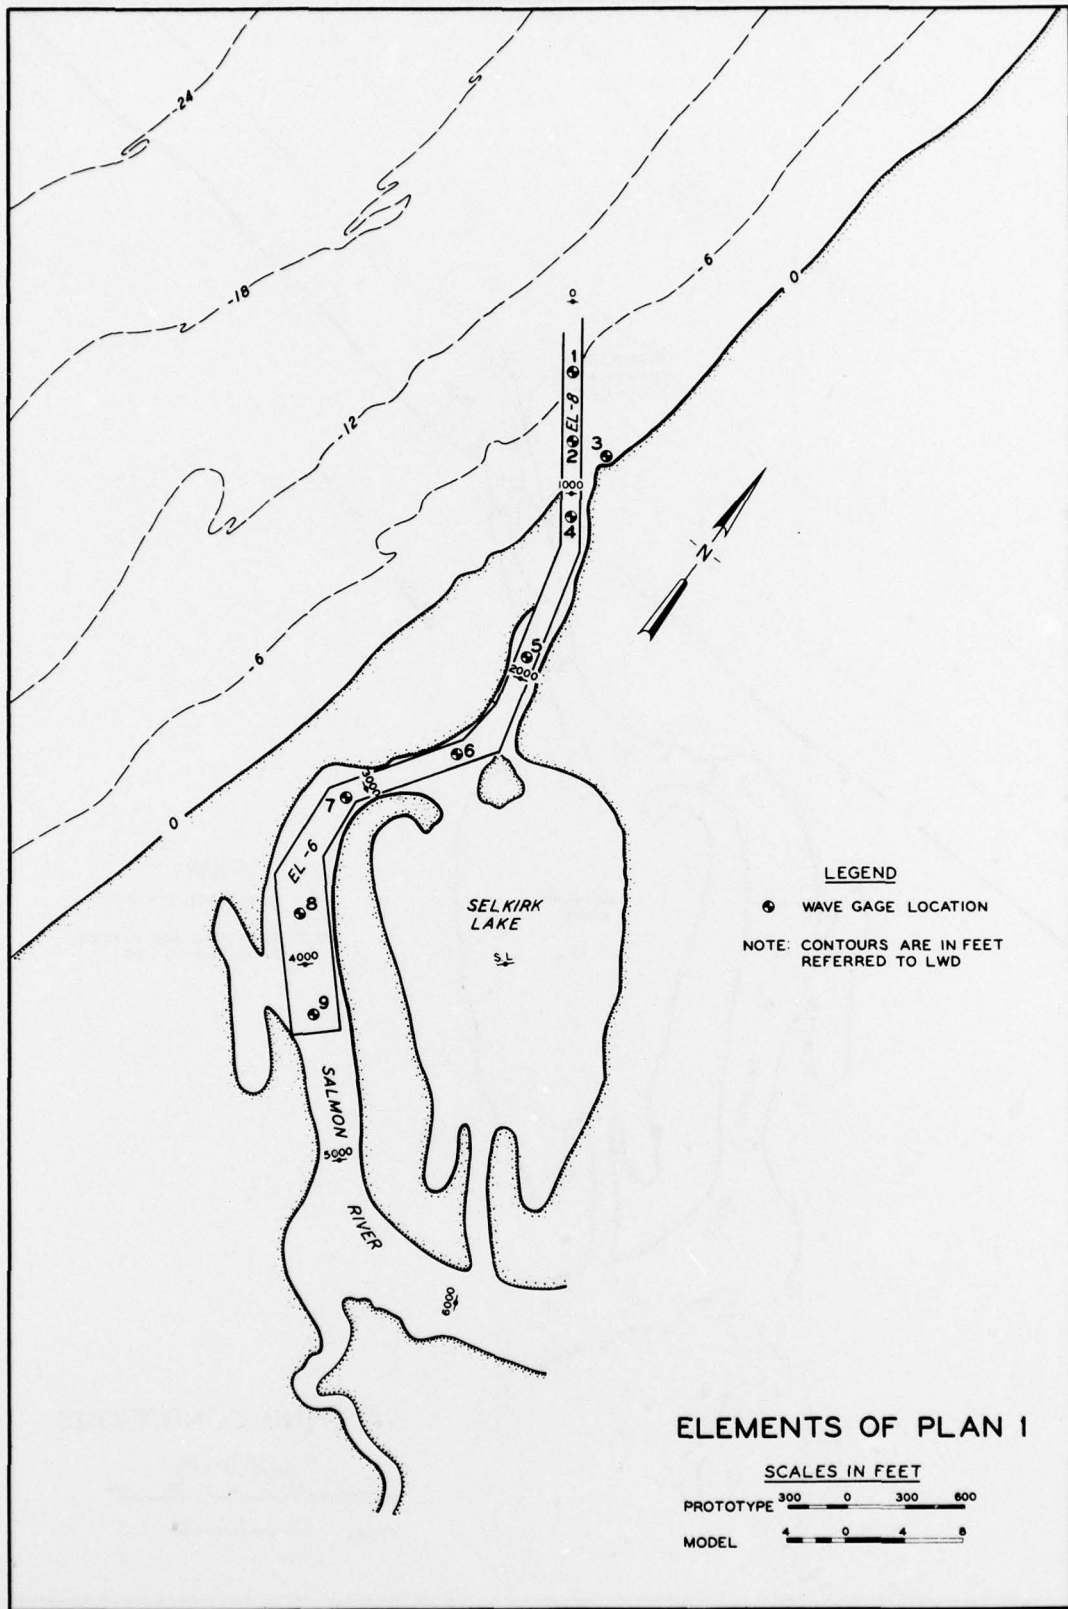 -24
-18
-12
-6
-6
0
0
0
1
EL -8
2
3
1000
4
5
2000
6
3000
7
EL -6
8
4000
9
N
SELKIRK
LAKE
S.L.
LEGEND
WAVE GAGE LOCATION
NOTE: CONTOURS ARE IN FEET
REFERRED TO LWD
SALMON
5000
RIVER
6000
ELEMENTS OF PLAN 1
SCALES IN FEET
PROTOTYPE 300 0 300 600
MODEL 4 0 4 8